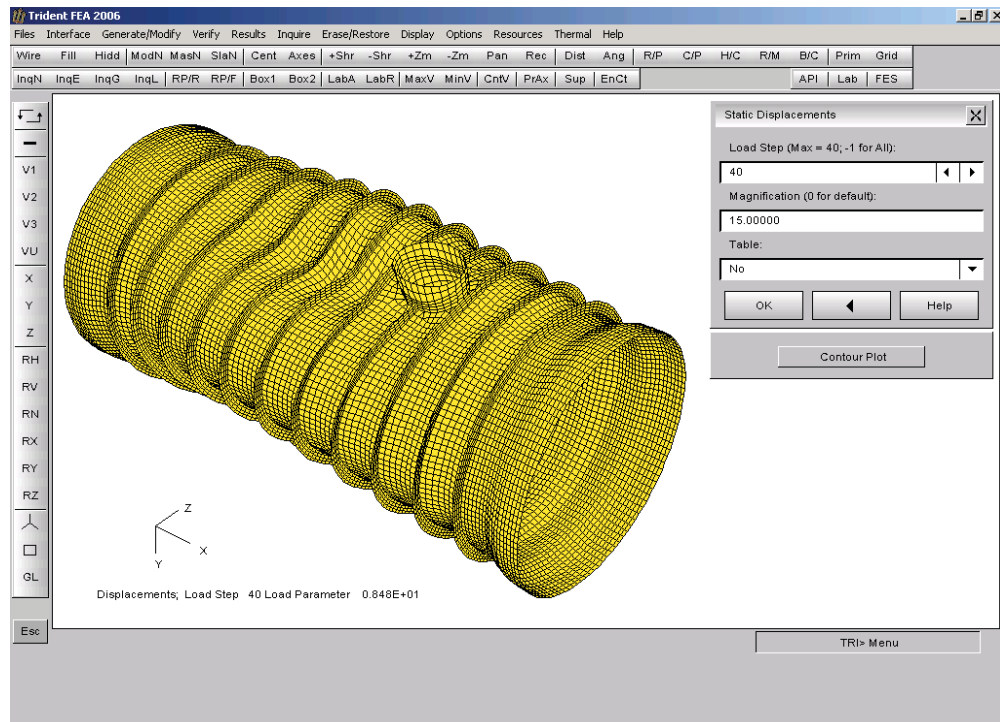 Trident FEA 2006
Files Interface Generate/Modify Verify Results Inquire Erase/Restore Display Options Resources Thermal Help
Wire Fill Hidd ModN MasN SlaN Cent Axes +Shr -Shr +Zm -Zm Pan Rec Dist Ang R/P C/P H/C R/M B/C Prim Grid
InqN InqE InqG InqL RP/R RP/F Box1 Box2 LabA LabR MaxV MinV CntV PrAx Sup EnCt API Lab FES
V1
V2
V3
VU
X
Y
Z
RH
RV
RN
RX
RY
RZ
GL
Esc
Static Displacements
Load Step (Max = 40; -1 for All):
40
Magnification (0 for default):
15.00000
Table:
No
OK Help
Contour Plot
Z
X
Y
Displacements; Load Step 40 Load Parameter 0.848E+01
TRI> Menu